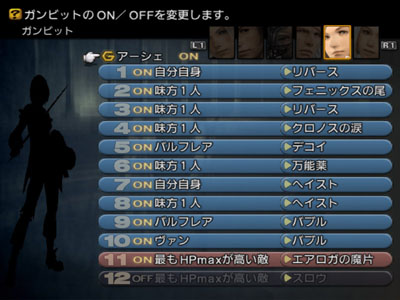 ガンビットのON／OFFを変更します。
ガンビット
L1 R1
G アーシェ ON
1 ON 自分自身 リバース
2 ON 味方1人 フェニックスの尾
3 ON 味方1人 リバース
4 ON 味方1人 クロノスの涙
5 ON バルフレア デコイ
6 ON 味方1人 万能薬
7 ON 自分自身 ヘイスト
8 ON 味方1人 ヘイスト
9 ON バルフレア バブル
10 ON ヴァン バブル
11 ON 最もHPmaxが高い敵 エアロガの魔片
12 OFF 最もHPmaxが高い敵 スロウ